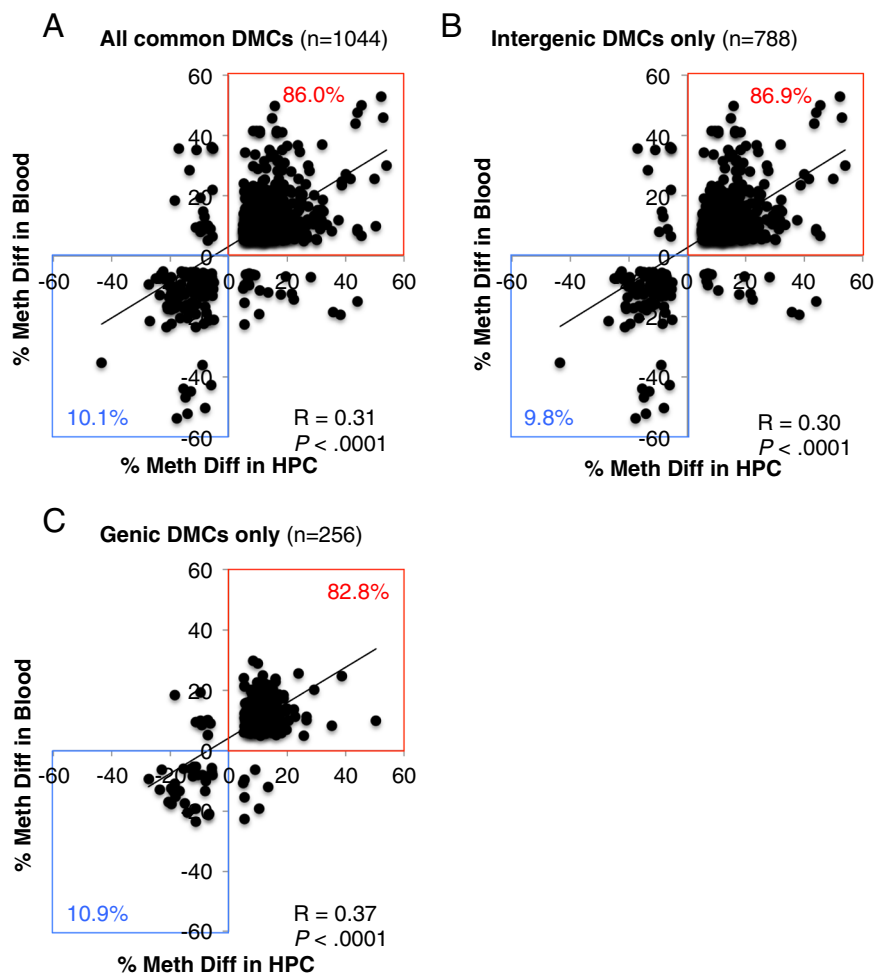 A
All common DMCs (n=1044)
60
86.0%
40
20
0
-60
-40
-20
0
20
40
60
-20
-40
-60
10.1%
R = 0.31
P < .0001
% Meth Diff in Blood
% Meth Diff in HPC
B
Intergenic DMCs only (n=788)
60
86.9%
40
20
0
-60
-40
-20
0
20
40
60
-20
-40
-60
9.8%
R = 0.30
P < .0001
% Meth Diff in Blood
% Meth Diff in HPC
C
Genic DMCs only (n=256)
60
82.8%
40
20
0
-60
-40
-20
0
20
40
60
-20
-40
-60
10.9%
R = 0.37
P < .0001
% Meth Diff in Blood
% Meth Diff in HPC